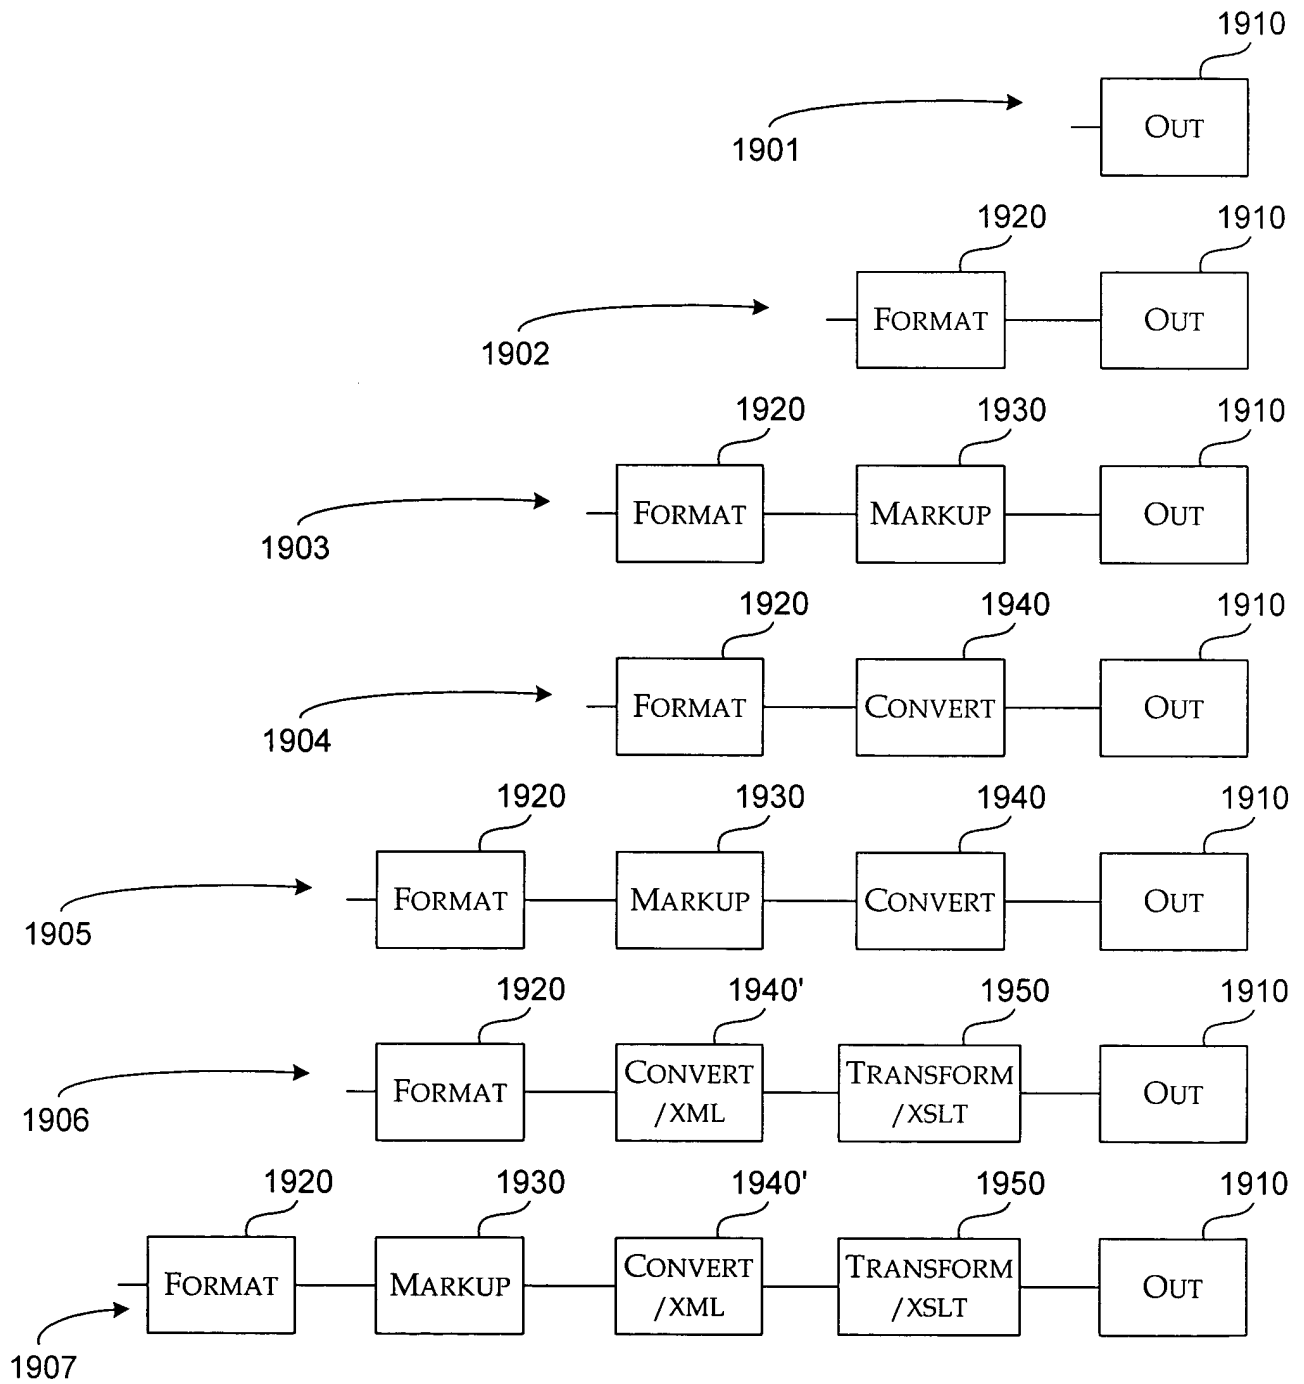 1910
OUT
1901
1920
1910
FORMAT
OUT
1902
1920
1930
1910
FORMAT
MARKUP
OUT
1903
1920
1940
1910
FORMAT
CONVERT
OUT
1904
1920
1930
1940
1910
FORMAT
MARKUP
CONVERT
OUT
1905
1920
1940'
1950
1910
FORMAT
CONVERT
/XML
TRANSFORM
/XSLT
OUT
1906
1920
1930
1940'
1950
1910
FORMAT
MARKUP
CONVERT
/XML
TRANSFORM
/XSLT
OUT
1907